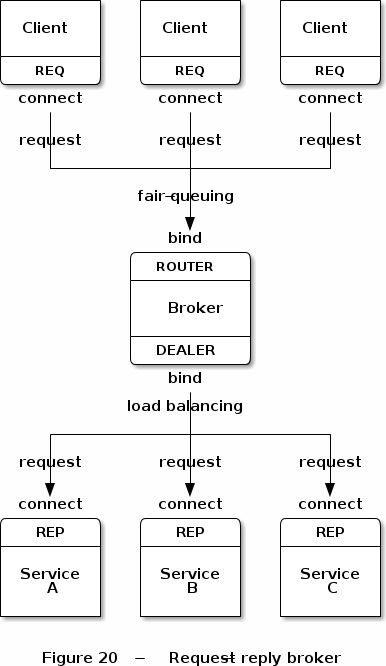 Client Client Client
REQ REQ REQ
connect connect connect
request request request
fair-queuing
bind
ROUTER
Broker
DEALER
bind
load balancing
request request request
connect connect connect
REP REP REP
Service Service Service
A B C
Figure 20 - Request-reply broker